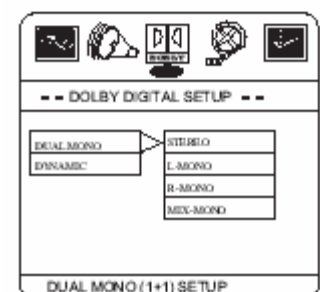 - - DOLBY DIGITAL SETUP - -
DUAL MONO
STEREO
DYNAMIC
L-MONO
R-MONO
MIX-MONO
DUAL MONO (1+1) SETUP